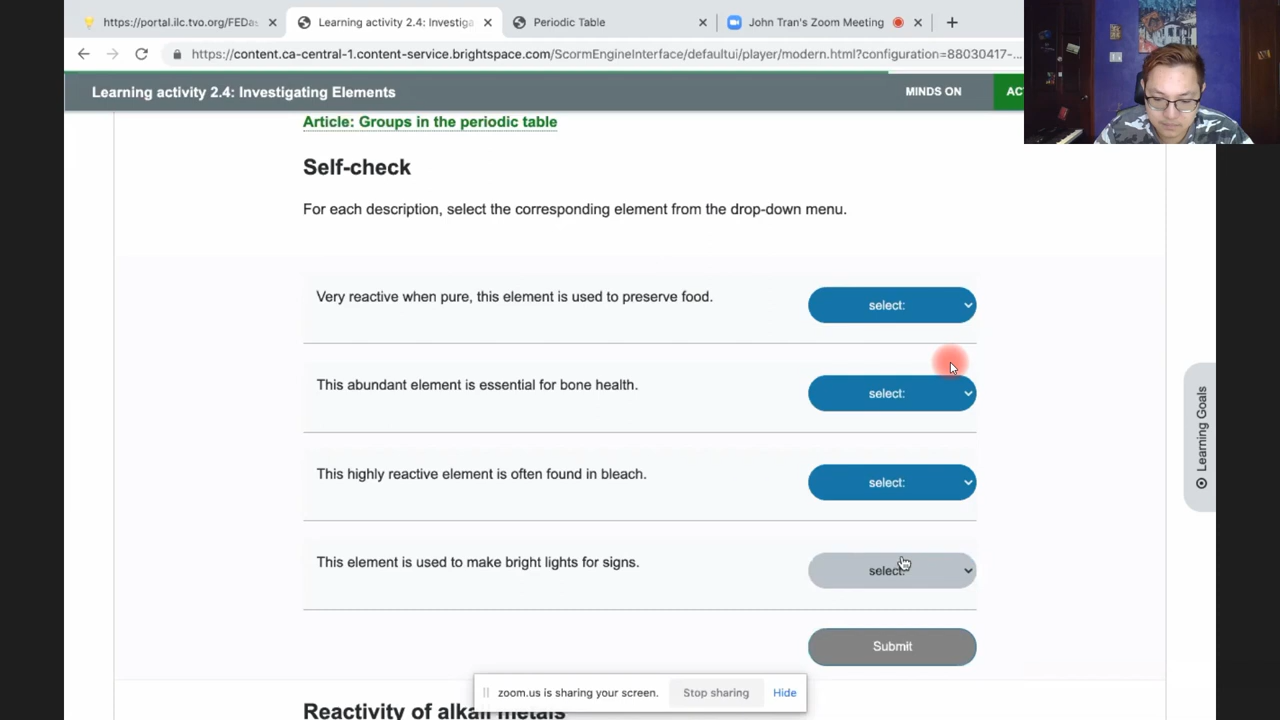 https://portal.ilc.tvo.org/FEDas
Learning activity 2.4: Investiga
Periodic Table
John Tran's Zoom Meeting
https://content.ca-central-1.content-service.brightspace.com/ScormEngineInterface/defaultui/player/modern.html?configuration=88030417-...
Learning activity 2.4: Investigating Elements
MINDS ON
AC
Article: Groups in the periodic table
Self-check
For each description, select the corresponding element from the drop-down menu.
Very reactive when pure, this element is used to preserve food.
select:
This abundant element is essential for bone health.
select:
This highly reactive element is often found in bleach.
select:
This element is used to make bright lights for signs.
select:
Submit
Learning Goals
zoom.us is sharing your screen.
Stop sharing
Hide
Reactivity of alkali metals